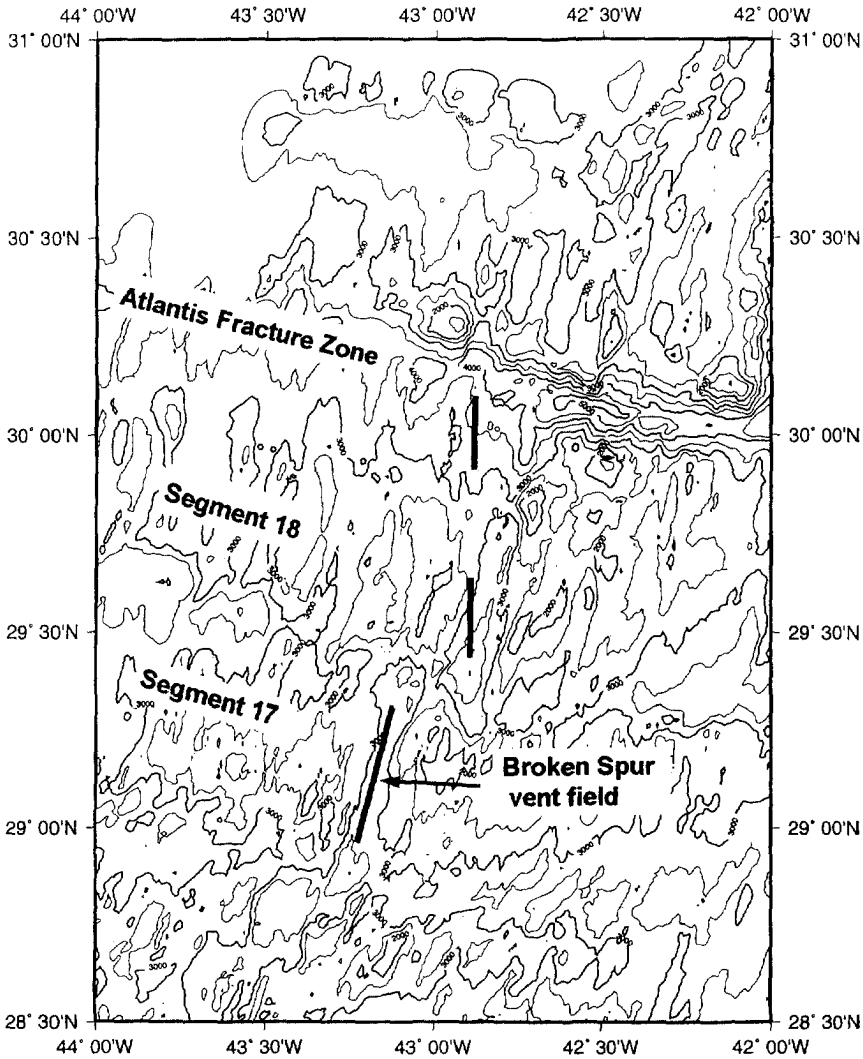 44° 00'W 43° 30'W 43° 00'W 42° 30'W 42° 00'W
31° 00'N 31° 00'N
30° 30'N 30° 30'N
Atlantis Fracture Zone
30° 00'N 30° 00'N
Segment 18
29° 30'N 29° 30'N
Segment 17
Broken Spur
vent field
29° 00'N 29° 00'N
28° 30'N 28° 30'N
44° 00'W 43° 30'W 43° 00'W 42° 30'W 42° 00'W